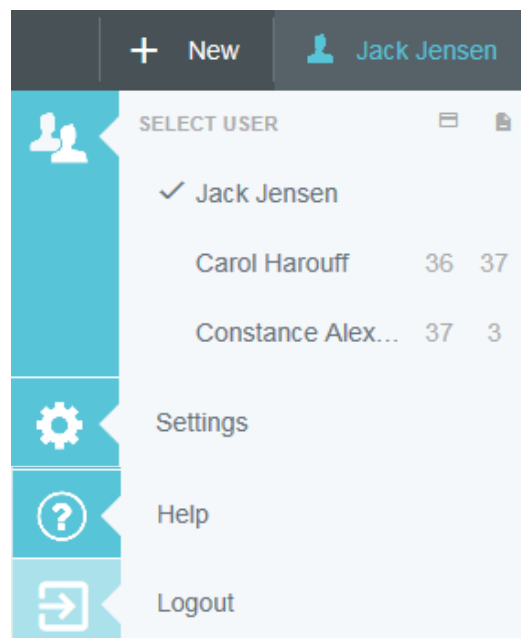 + New Jack Jensen
SELECT USER
Jack Jensen
Carol Harouff 36 37
Constance Alex... 37 3
Settings
? Help
Logout